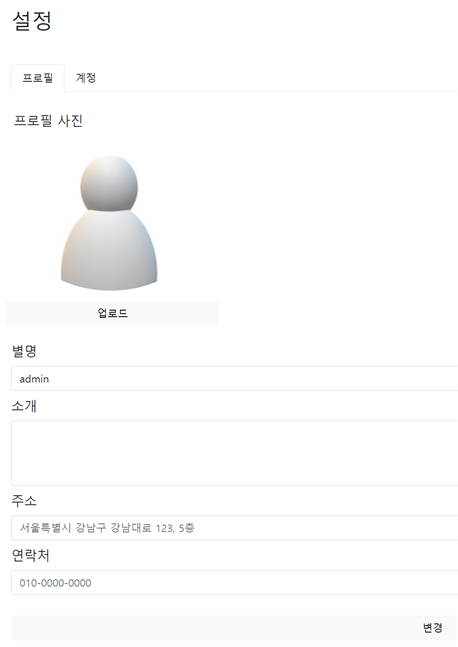 설정
프로필 계정
프로필 사진
업로드
별명
admin
소개
주소
서울특별시 강남구 강남대로 123, 5층
연락처
010-0000-0000
변경